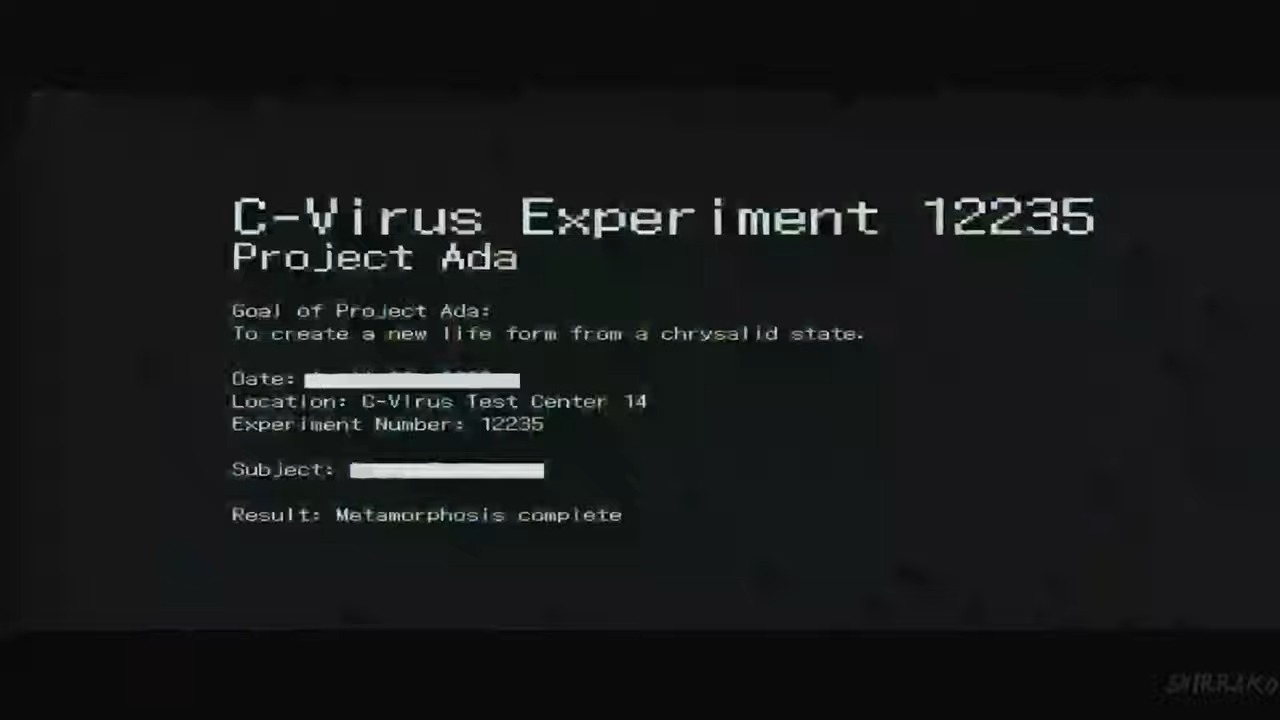 C-Virus Experiment 12235
Project Ada
Goal of Project Ada:
To create a new life form from a chrysalid state.
Date:
Location: C-Virus Test Center 14
Experiment Number: 12235
Subject:
Result: Metamorphosis complete
SHIRRAKO